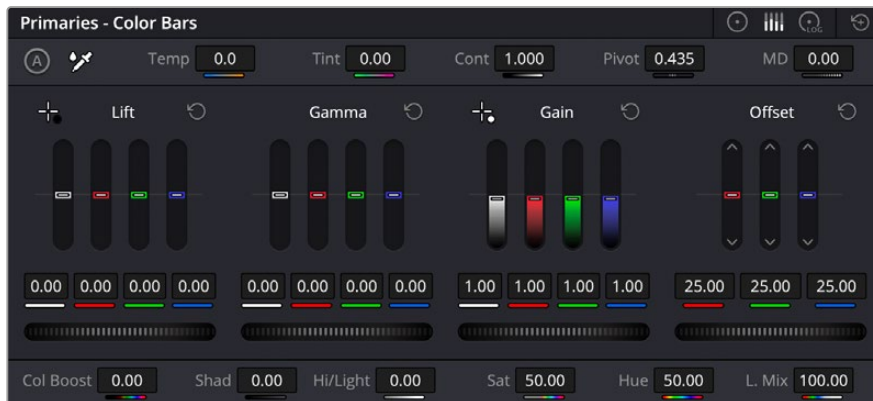 Primaries - Color Bars
LOG
A Temp 0.0 Tint 0.00 Cont 1.000 Pivot 0.435 MD 0.00
Lift Gamma Gain Offset
0.00 0.00 0.00 0.00 0.00 0.00 0.00 0.00 1.00 1.00 1.00 1.00 25.00 25.00 25.00
Col Boost 0.00 Shad 0.00 Hi/Light 0.00 Sat 50.00 Hue 50.00 L. Mix 100.00